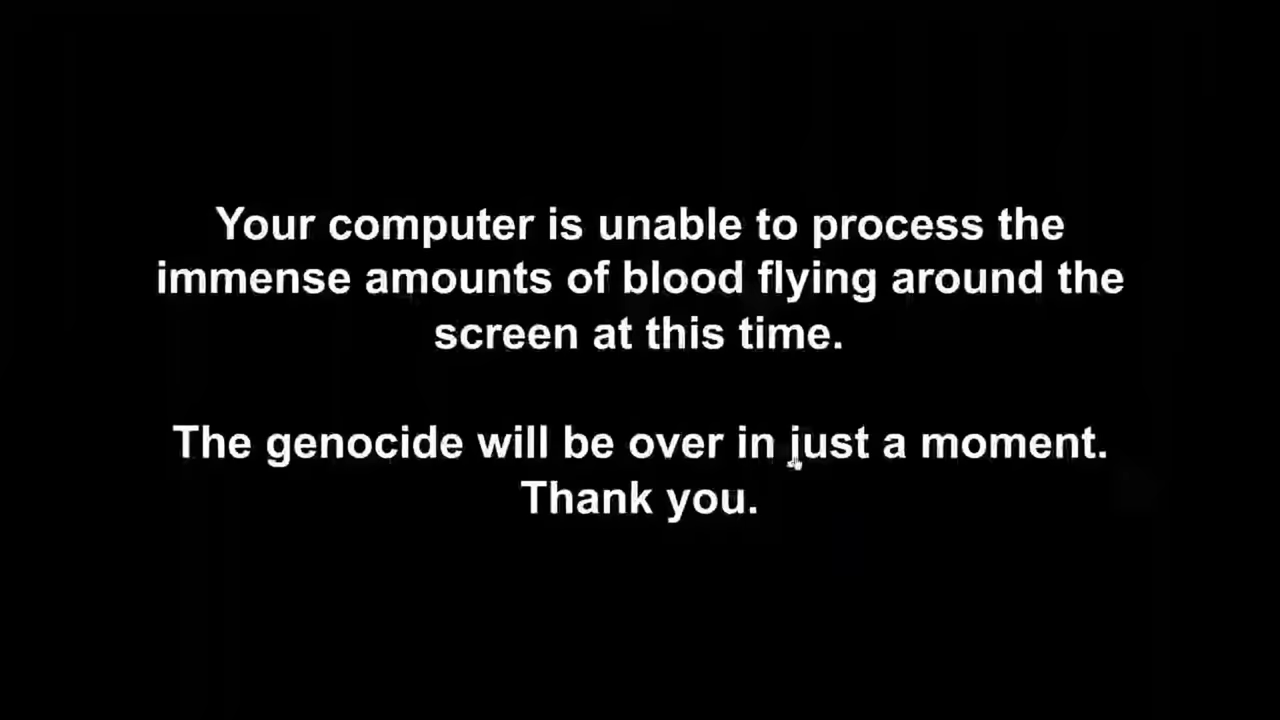 Your computer is unable to process the
immense amounts of blood flying around the
screen at this time.
The genocide will be over in just a moment.
Thank you.